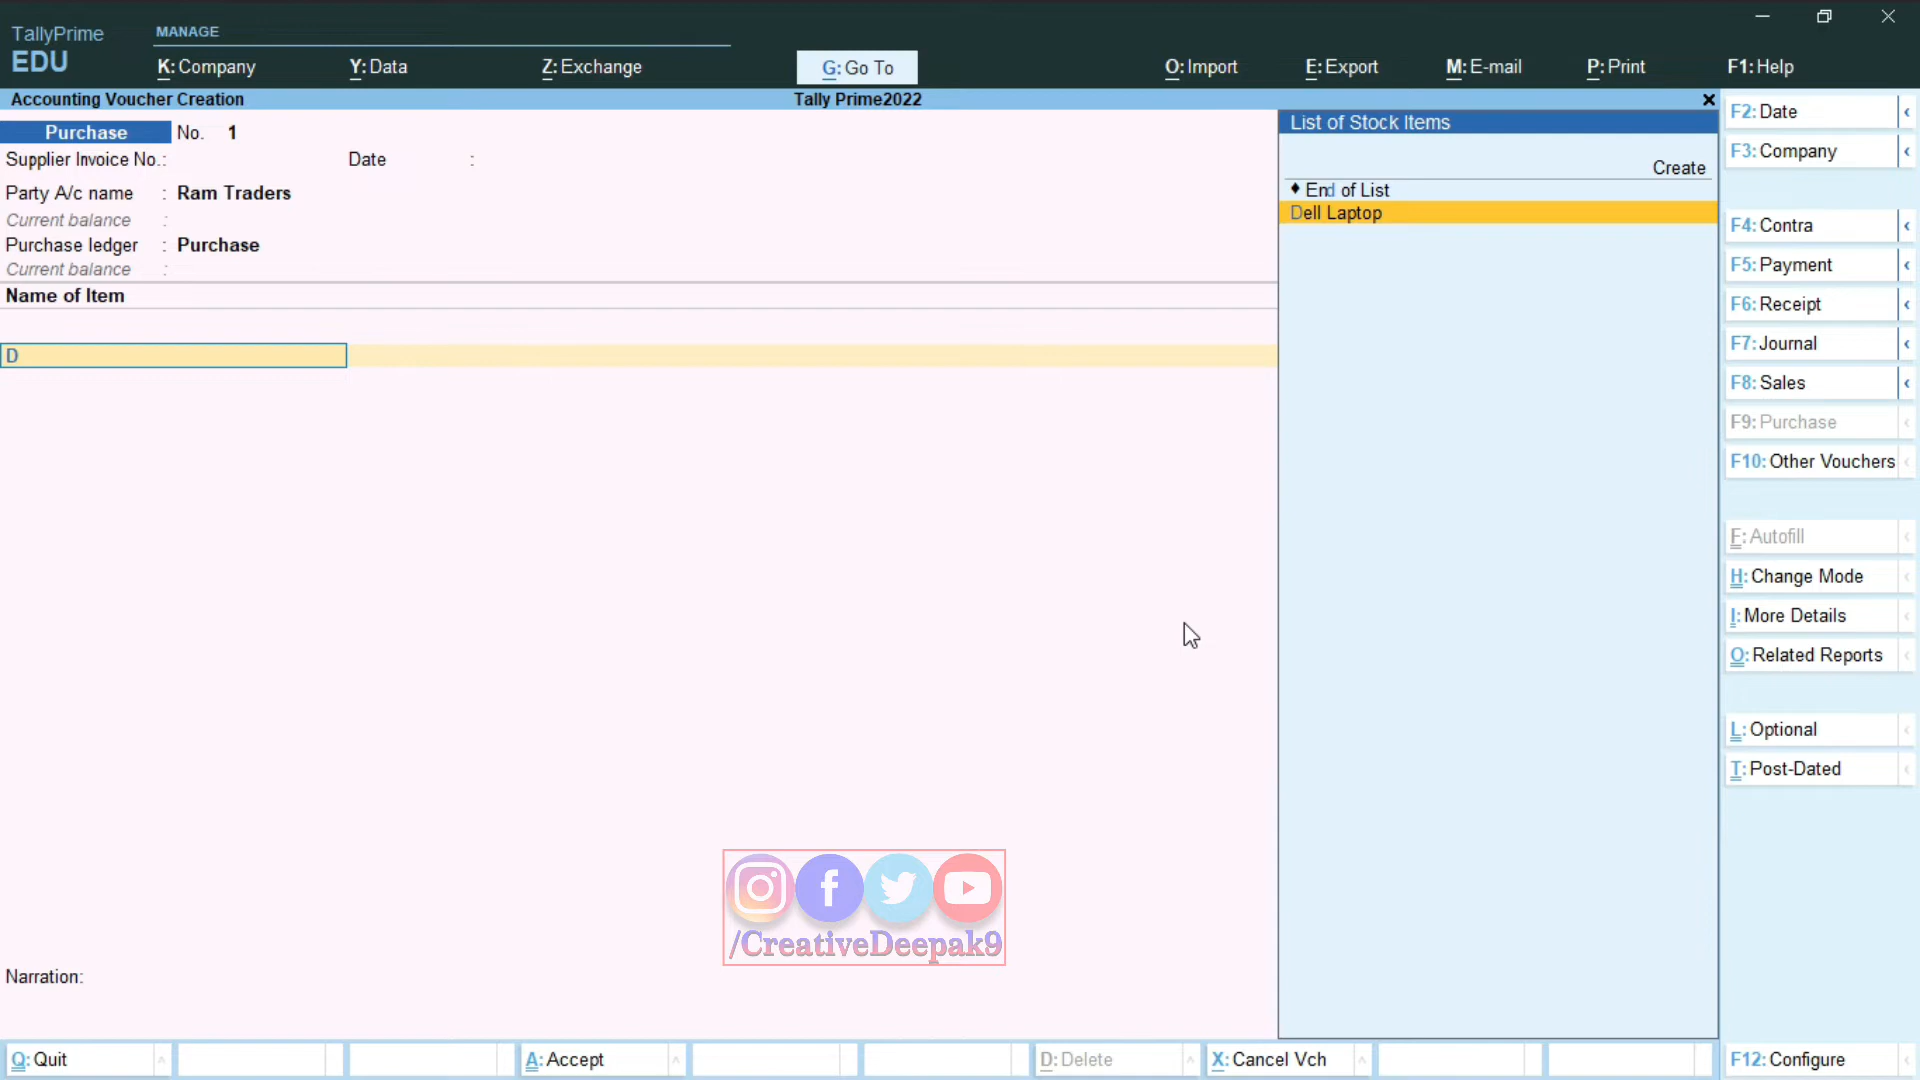 TallyPrime
EDU
MANAGE
K: Company
Y: Data
Z: Exchange
G: Go To
O: Import
E: Export
M: E-mail
P: Print
F1: Help
Accounting Voucher Creation
Tally Prime2022
Purchase No. 1
Supplier Invoice No.: Date :
Party A/c name : Ram Traders
Current balance :
Purchase ledger : Purchase
Current balance :
Name of Item
D
Narration:
List of Stock Items
Create
♦ End of List
Dell Laptop
F2: Date
F3: Company
F4: Contra
F5: Payment
F6: Receipt
F7: Journal
F8: Sales
F9: Purchase
F10: Other Vouchers
F: Autofill
H: Change Mode
I: More Details
O: Related Reports
L: Optional
T: Post-Dated
/CreativeDeepak9
Q: Quit
A: Accept
D: Delete
X: Cancel Vch
F12: Configure